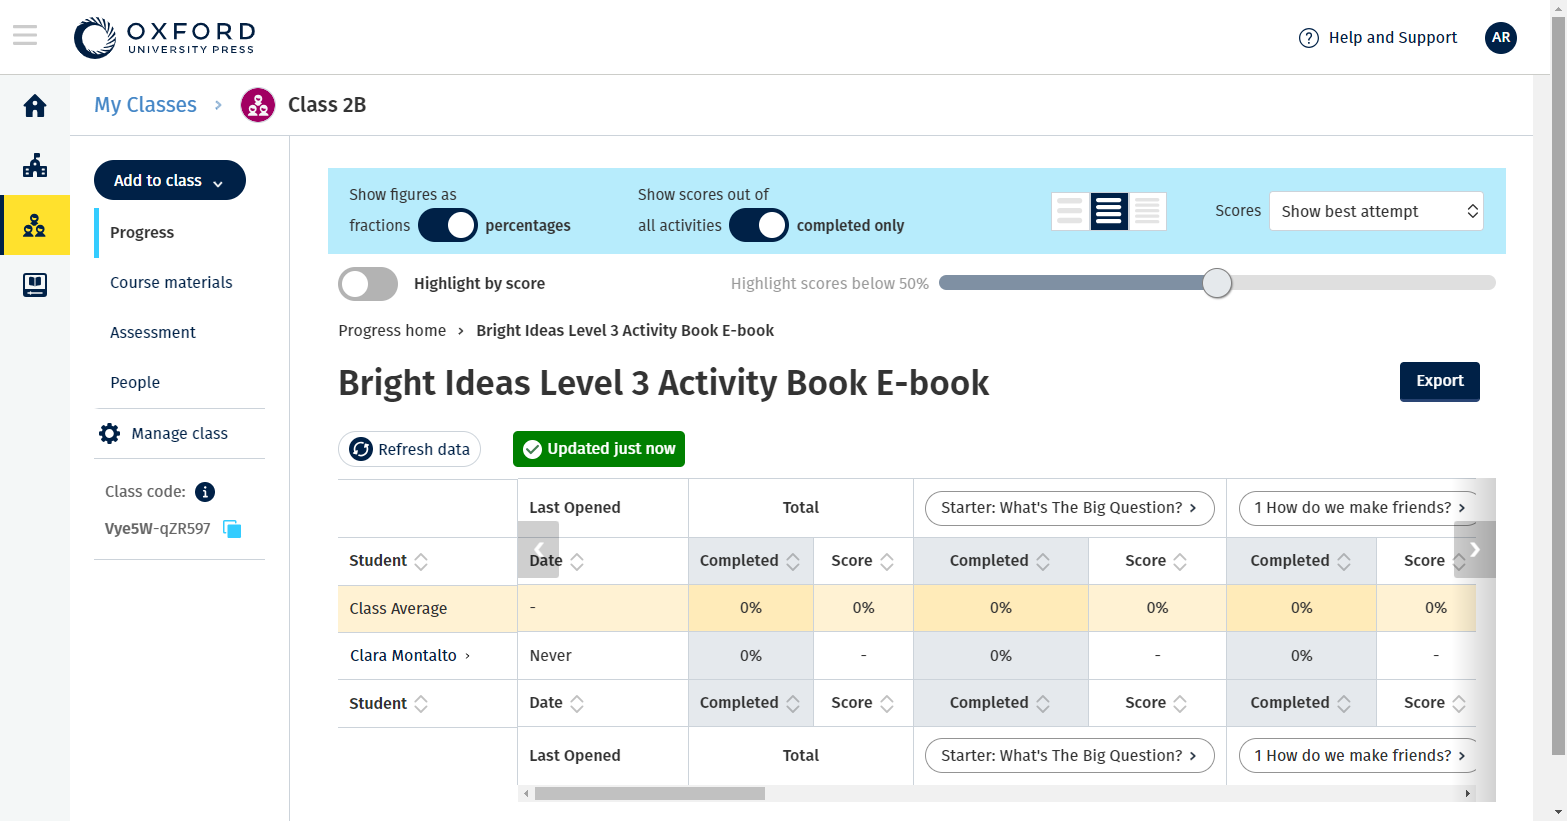 OXFORD
UNIVERSITY PRESS
? Help and Support
AR
My Classes › Class 2B
Add to class
Progress
Course materials
Assessment
People
Manage class
Class code: i
Vye5W-qZR597
Show figures as
fractions percentages
Show scores out of
all activities completed only
Scores Show best attempt
Highlight by score
Highlight scores below 50%
Progress home › Bright Ideas Level 3 Activity Book E-book
Bright Ideas Level 3 Activity Book E-book
Export
Refresh data
Updated just now
Last Opened Total Starter: What's The Big Question? › 1 How do we make friends? ›
Student Date Completed Score Completed Score Completed Score
Class Average - 0% 0% 0% 0% 0% 0%
Clara Montalto › Never 0% - 0% - 0% -
Student Date Completed Score Completed Score Completed Score
Last Opened Total Starter: What's The Big Question? › 1 How do we make friends? ›